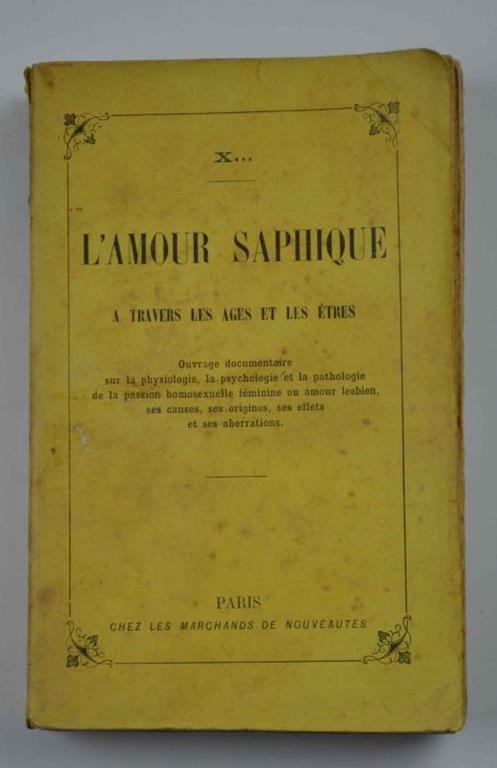 X...
L'AMOUR SAPHIQUE
A TRAVERS LES AGES ET LES ÊTRES
Ouvrage documentaire
sur la physiologie, la psychologie et la pathologie
de la passion homosexuelle féminine ou amour lesbien,
ses causes, ses origines, ses effets
et ses aberrations.
PARIS
CHEZ LES MARCHANDS DE NOUVEAUTES